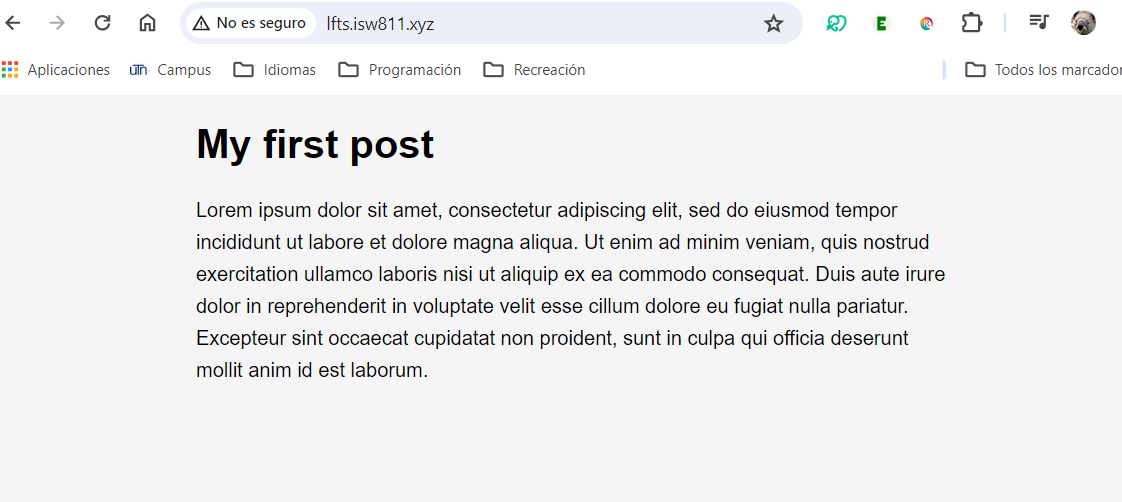 No es seguro lfts.isw811.xyz
Aplicaciones Campus Idiomas Programación Recreación Todos los marcador
My first post
Lorem ipsum dolor sit amet, consectetur adipiscing elit, sed do eiusmod tempor
incididunt ut labore et dolore magna aliqua. Ut enim ad minim veniam, quis nostrud
exercitation ullamco laboris nisi ut aliquip ex ea commodo consequat. Duis aute irure
dolor in reprehenderit in voluptate velit esse cillum dolore eu fugiat nulla pariatur.
Excepteur sint occaecat cupidatat non proident, sunt in culpa qui officia deserunt
mollit anim id est laborum.